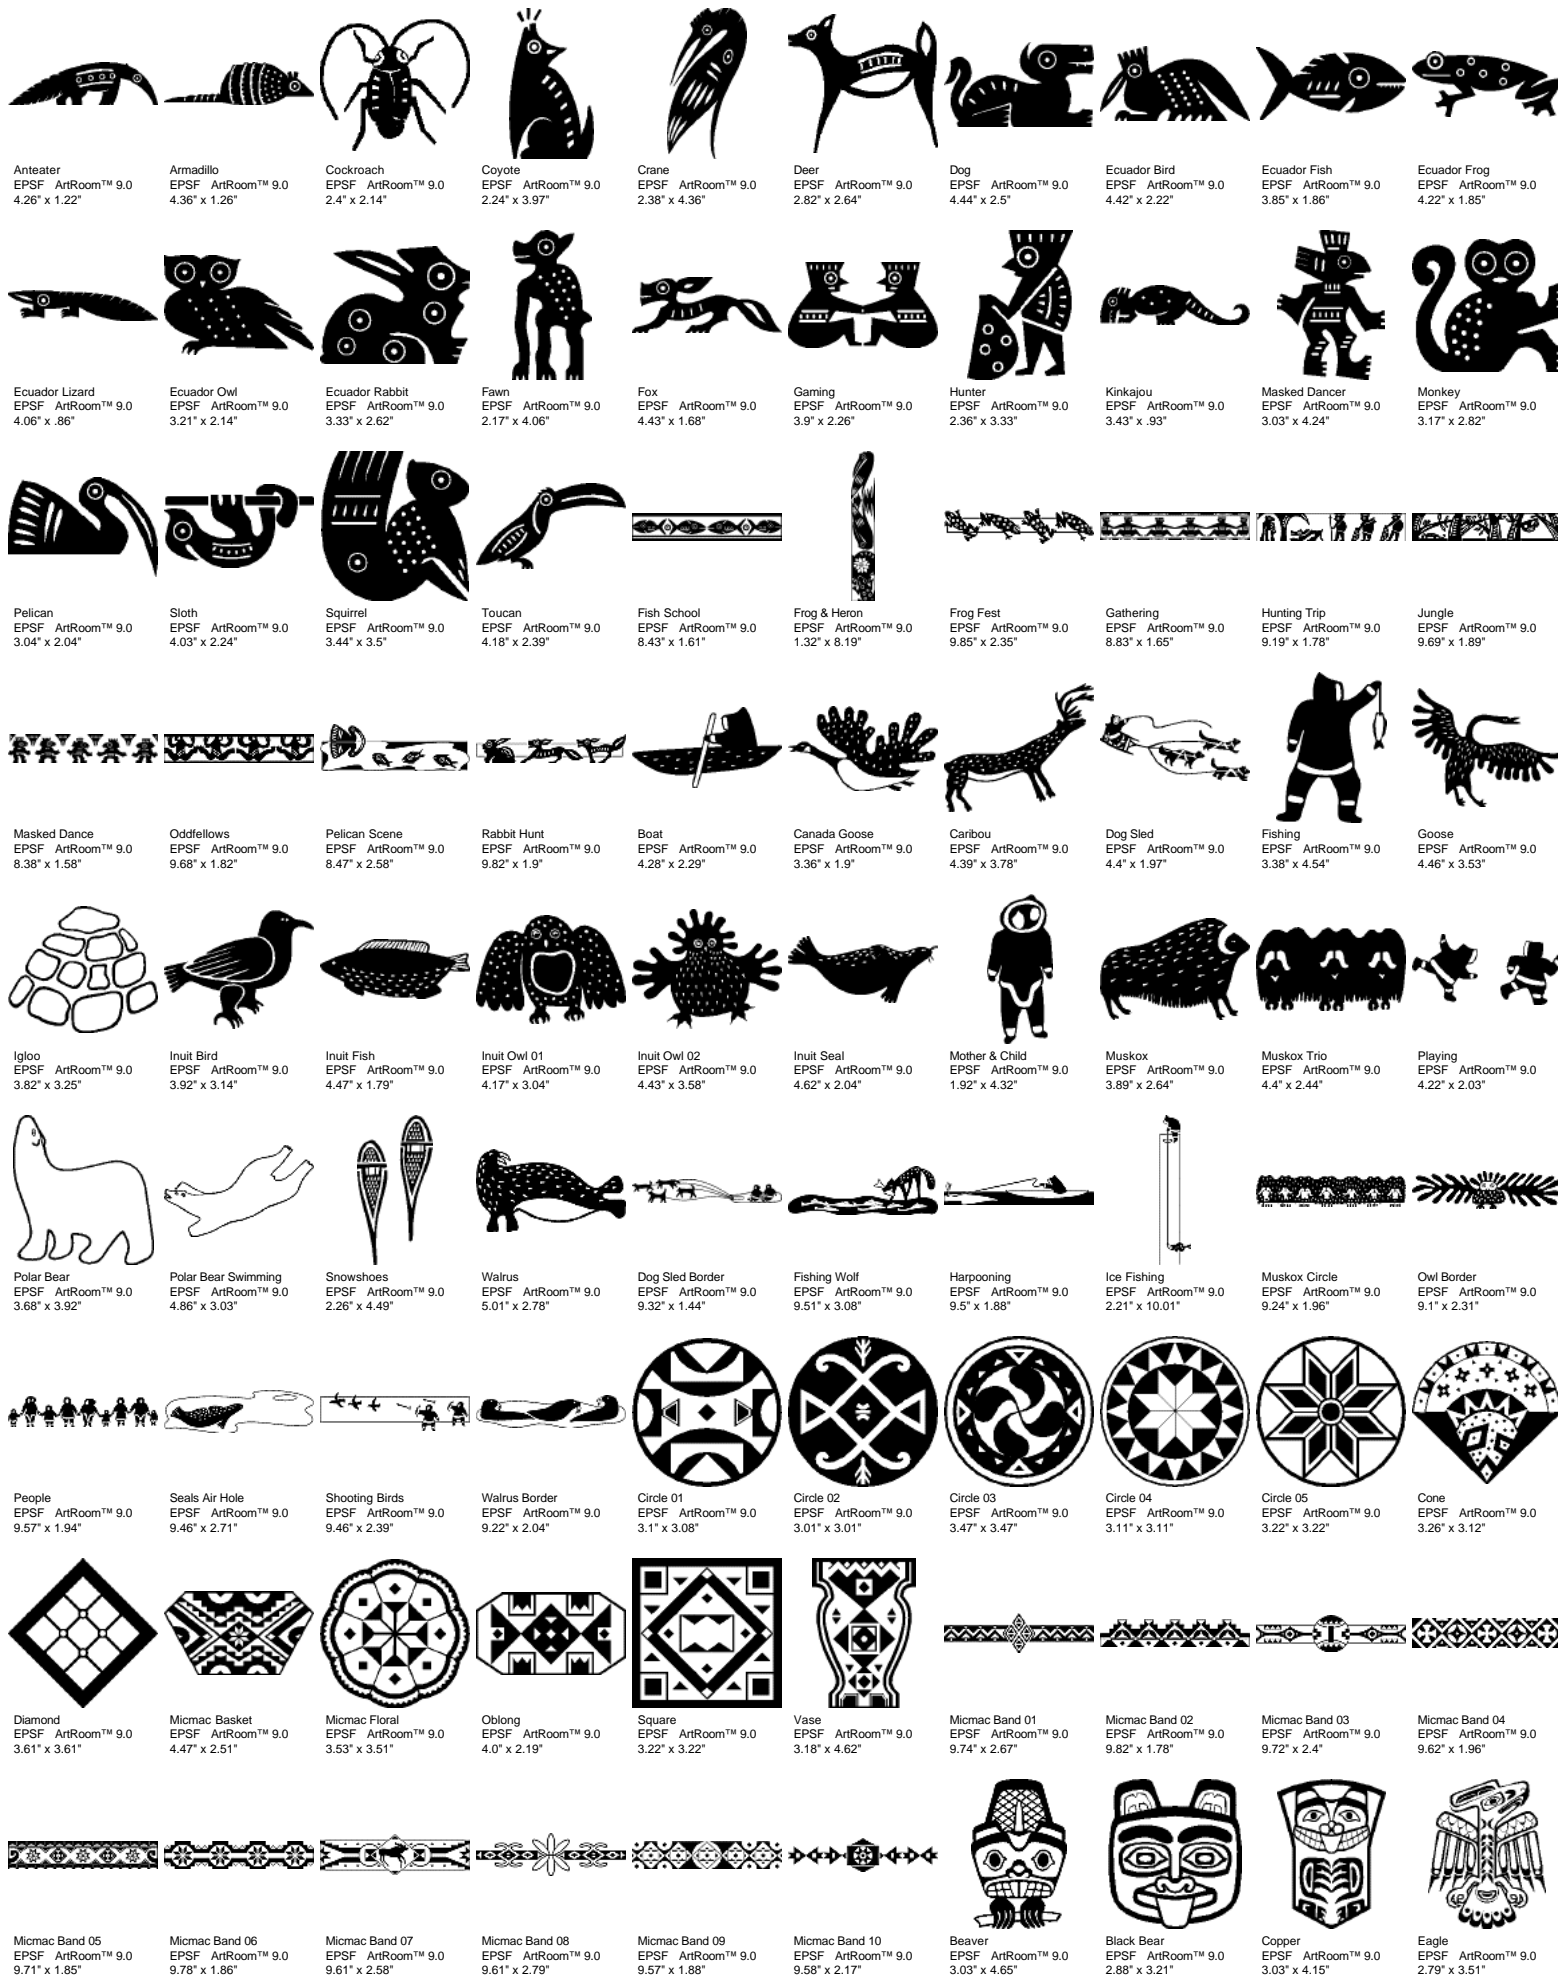 Anteater
EPSF ArtRoom™ 9.0
4.26" x 1.22"
Armadillo
EPSF ArtRoom™ 9.0
4.36" x 1.26"
Cockroach
EPSF ArtRoom™ 9.0
2.4" x 2.14"
Coyote
EPSF ArtRoom™ 9.0
2.24" x 3.97"
Crane
EPSF ArtRoom™ 9.0
2.38" x 4.36"
Deer
EPSF ArtRoom™ 9.0
2.82" x 2.64"
Dog
EPSF ArtRoom™ 9.0
4.44" x 2.5"
Ecuador Bird
EPSF ArtRoom™ 9.0
4.42" x 2.22"
Ecuador Fish
EPSF ArtRoom™ 9.0
3.85" x 1.86"
Ecuador Frog
EPSF ArtRoom™ 9.0
4.22" x 1.85"
Ecuador Lizard
EPSF ArtRoom™ 9.0
4.06" x .86"
Ecuador Owl
EPSF ArtRoom™ 9.0
3.21" x 2.14"
Ecuador Rabbit
EPSF ArtRoom™ 9.0
3.33" x 2.62"
Fawn
EPSF ArtRoom™ 9.0
2.17" x 4.06"
Fox
EPSF ArtRoom™ 9.0
4.43" x 1.68"
Gaming
EPSF ArtRoom™ 9.0
3.9" x 2.26"
Hunter
EPSF ArtRoom™ 9.0
2.36" x 3.33"
Kinkajou
EPSF ArtRoom™ 9.0
3.43" x .93"
Masked Dancer
EPSF ArtRoom™ 9.0
3.03" x 4.24"
Monkey
EPSF ArtRoom™ 9.0
3.17" x 2.82"
Pelican
EPSF ArtRoom™ 9.0
3.04" x 2.04"
Sloth
EPSF ArtRoom™ 9.0
4.03" x 2.24"
Squirrel
EPSF ArtRoom™ 9.0
3.44" x 3.5"
Toucan
EPSF ArtRoom™ 9.0
4.18" x 2.39"
Fish School
EPSF ArtRoom™ 9.0
8.43" x 1.61"
Frog & Heron
EPSF ArtRoom™ 9.0
1.32" x 8.19"
Frog Fest
EPSF ArtRoom™ 9.0
9.85" x 2.35"
Gathering
EPSF ArtRoom™ 9.0
8.83" x 1.65"
Hunting Trip
EPSF ArtRoom™ 9.0
9.19" x 1.78"
Jungle
EPSF ArtRoom™ 9.0
9.69" x 1.89"
Masked Dance
EPSF ArtRoom™ 9.0
8.38" x 1.58"
Oddfellows
EPSF ArtRoom™ 9.0
9.68" x 1.82"
Pelican Scene
EPSF ArtRoom™ 9.0
8.47" x 2.58"
Rabbit Hunt
EPSF ArtRoom™ 9.0
9.82" x 1.9"
Boat
EPSF ArtRoom™ 9.0
4.28" x 2.29"
Canada Goose
EPSF ArtRoom™ 9.0
3.36" x 1.9"
Caribou
EPSF ArtRoom™ 9.0
4.39" x 3.78"
Dog Sled
EPSF ArtRoom™ 9.0
4.4" x 1.97"
Fishing
EPSF ArtRoom™ 9.0
3.38" x 4.54"
Goose
EPSF ArtRoom™ 9.0
4.46" x 3.53"
Igloo
EPSF ArtRoom™ 9.0
3.82" x 3.25"
Inuit Bird
EPSF ArtRoom™ 9.0
3.92" x 3.14"
Inuit Fish
EPSF ArtRoom™ 9.0
4.47" x 1.79"
Inuit Owl 01
EPSF ArtRoom™ 9.0
4.17" x 3.04"
Inuit Owl 02
EPSF ArtRoom™ 9.0
4.43" x 3.58"
Inuit Seal
EPSF ArtRoom™ 9.0
4.62" x 2.04"
Mother & Child
EPSF ArtRoom™ 9.0
1.92" x 4.32"
Muskox
EPSF ArtRoom™ 9.0
3.89" x 2.64"
Muskox Trio
EPSF ArtRoom™ 9.0
4.4" x 2.44"
Playing
EPSF ArtRoom™ 9.0
4.22" x 2.03"
Polar Bear
EPSF ArtRoom™ 9.0
3.68" x 3.92"
Polar Bear Swimming
EPSF ArtRoom™ 9.0
4.86" x 3.03"
Snowshoes
EPSF ArtRoom™ 9.0
2.26" x 4.49"
Walrus
EPSF ArtRoom™ 9.0
5.01" x 2.78"
Dog Sled Border
EPSF ArtRoom™ 9.0
9.32" x 1.44"
Fishing Wolf
EPSF ArtRoom™ 9.0
9.51" x 3.08"
Harpooning
EPSF ArtRoom™ 9.0
9.5" x 1.88"
Ice Fishing
EPSF ArtRoom™ 9.0
2.21" x 10.01"
Muskox Circle
EPSF ArtRoom™ 9.0
9.24" x 1.96"
Owl Border
EPSF ArtRoom™ 9.0
9.1" x 2.31"
People
EPSF ArtRoom™ 9.0
9.57" x 1.94"
Seals Air Hole
EPSF ArtRoom™ 9.0
9.46" x 2.71"
Shooting Birds
EPSF ArtRoom™ 9.0
9.46" x 2.39"
Walrus Border
EPSF ArtRoom™ 9.0
9.22" x 2.04"
Circle 01
EPSF ArtRoom™ 9.0
3.1" x 3.08"
Circle 02
EPSF ArtRoom™ 9.0
3.01" x 3.01"
Circle 03
EPSF ArtRoom™ 9.0
3.47" x 3.47"
Circle 04
EPSF ArtRoom™ 9.0
3.11" x 3.11"
Circle 05
EPSF ArtRoom™ 9.0
3.22" x 3.22"
Cone
EPSF ArtRoom™ 9.0
3.26" x 3.12"
Diamond
EPSF ArtRoom™ 9.0
3.61" x 3.61"
Micmac Basket
EPSF ArtRoom™ 9.0
4.47" x 2.51"
Micmac Floral
EPSF ArtRoom™ 9.0
3.53" x 3.51"
Oblong
EPSF ArtRoom™ 9.0
4.0" x 2.19"
Square
EPSF ArtRoom™ 9.0
3.22" x 3.22"
Vase
EPSF ArtRoom™ 9.0
3.18" x 4.62"
Micmac Band 01
EPSF ArtRoom™ 9.0
9.74" x 2.67"
Micmac Band 02
EPSF ArtRoom™ 9.0
9.82" x 1.78"
Micmac Band 03
EPSF ArtRoom™ 9.0
9.72" x 2.4"
Micmac Band 04
EPSF ArtRoom™ 9.0
9.62" x 1.96"
Micmac Band 05
EPSF ArtRoom™ 9.0
9.71" x 1.85"
Micmac Band 06
EPSF ArtRoom™ 9.0
9.78" x 1.86"
Micmac Band 07
EPSF ArtRoom™ 9.0
9.61" x 2.58"
Micmac Band 08
EPSF ArtRoom™ 9.0
9.61" x 2.79"
Micmac Band 09
EPSF ArtRoom™ 9.0
9.57" x 1.88"
Micmac Band 10
EPSF ArtRoom™ 9.0
9.58" x 2.17"
Beaver
EPSF ArtRoom™ 9.0
3.03" x 4.65"
Black Bear
EPSF ArtRoom™ 9.0
2.88" x 3.21"
Copper
EPSF ArtRoom™ 9.0
3.03" x 4.15"
Eagle
EPSF ArtRoom™ 9.0
2.79" x 3.51"